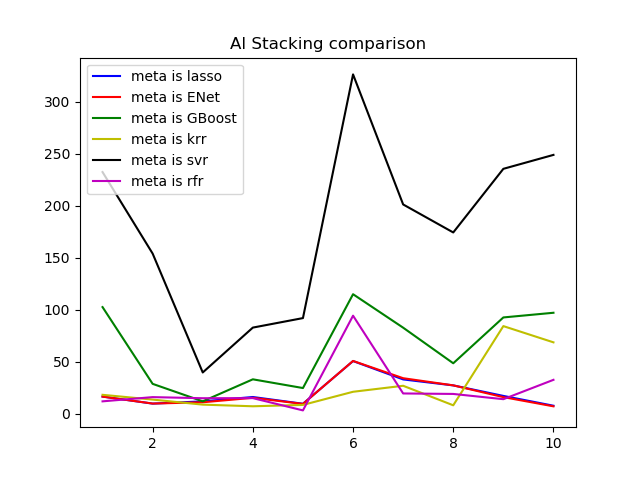 Al Stacking comparison
meta is lasso
meta is ENet
meta is GBoost
meta is krr
meta is svr
meta is rfr
300
250
200
150
100
50
0
2 4 6 8 10